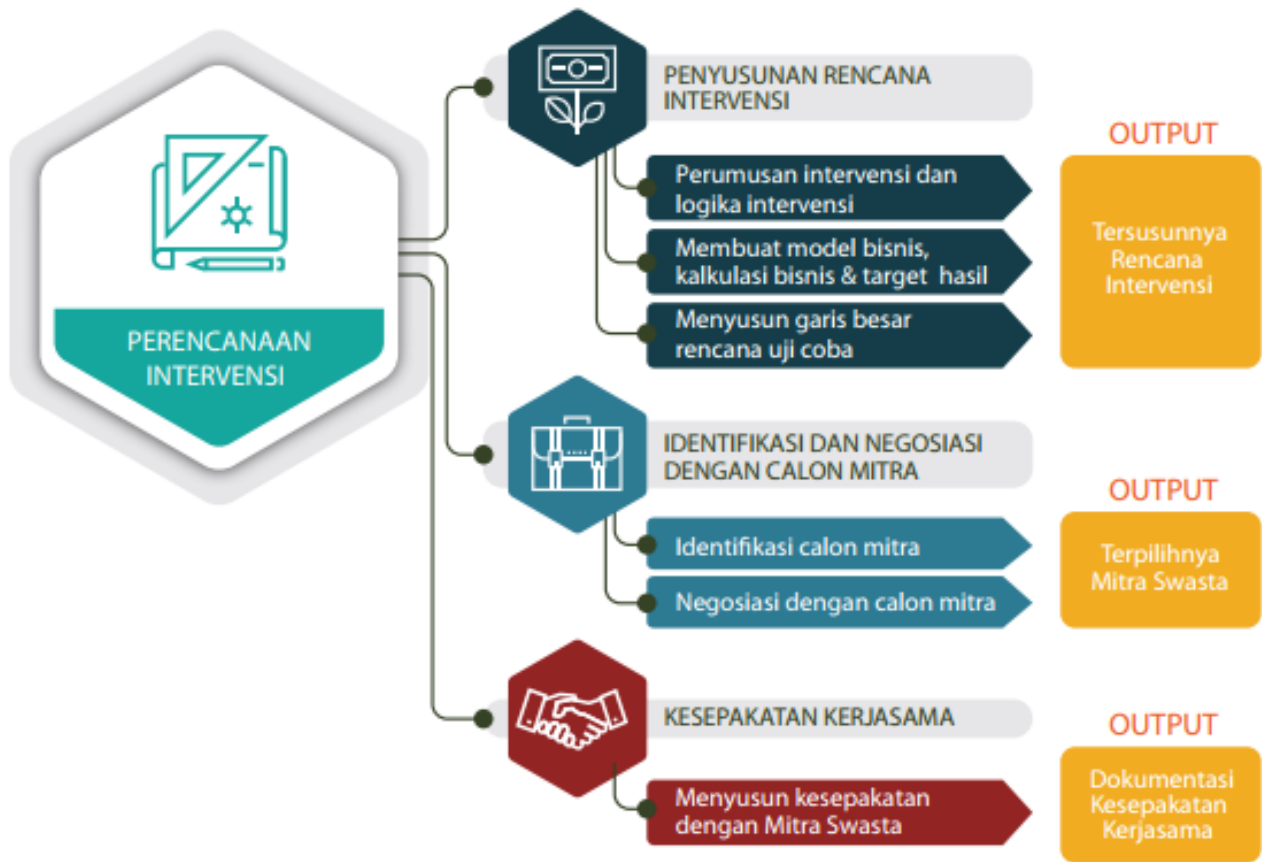 PERENCANAAN
INTERVENSI
PENYUSUNAN RENCANA
INTERVENSI
Perumusan intervensi dan
logika intervensi
Membuat model bisnis,
kalkulasi bisnis & target hasil
Menyusun garis besar
rencana uji coba
OUTPUT
Tersusunnya
Rencana
Intervensi
IDENTIFIKASI DAN NEGOSIASI
DENGAN CALON MITRA
Identifikasi calon mitra
Negosiasi dengan calon mitra
OUTPUT
Terpilihnya
Mitra Swasta
KESEPAKATAN KERJASAMA
Menyusun kesepakatan
dengan Mitra Swasta
OUTPUT
Dokumentasi
Kesepakatan
Kerjasama